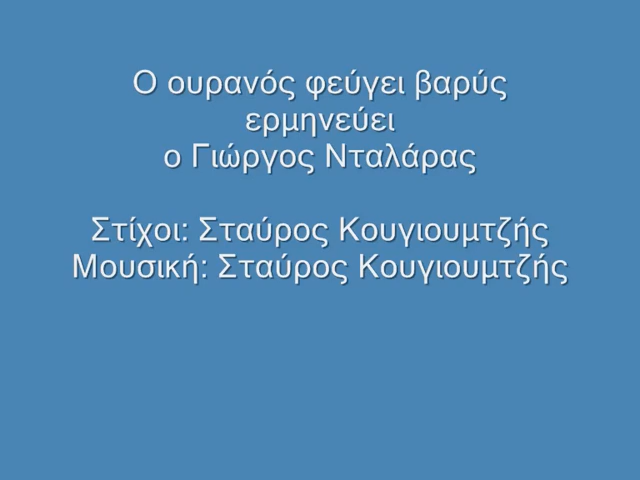 Ο ουρανός φεύγει βαρύς
ερμηνεύει
ο Γιώργος Νταλάρας
Στίχοι: Σταύρος Κουγιουμτζής
Μουσική: Σταύρος Κουγιουμτζής